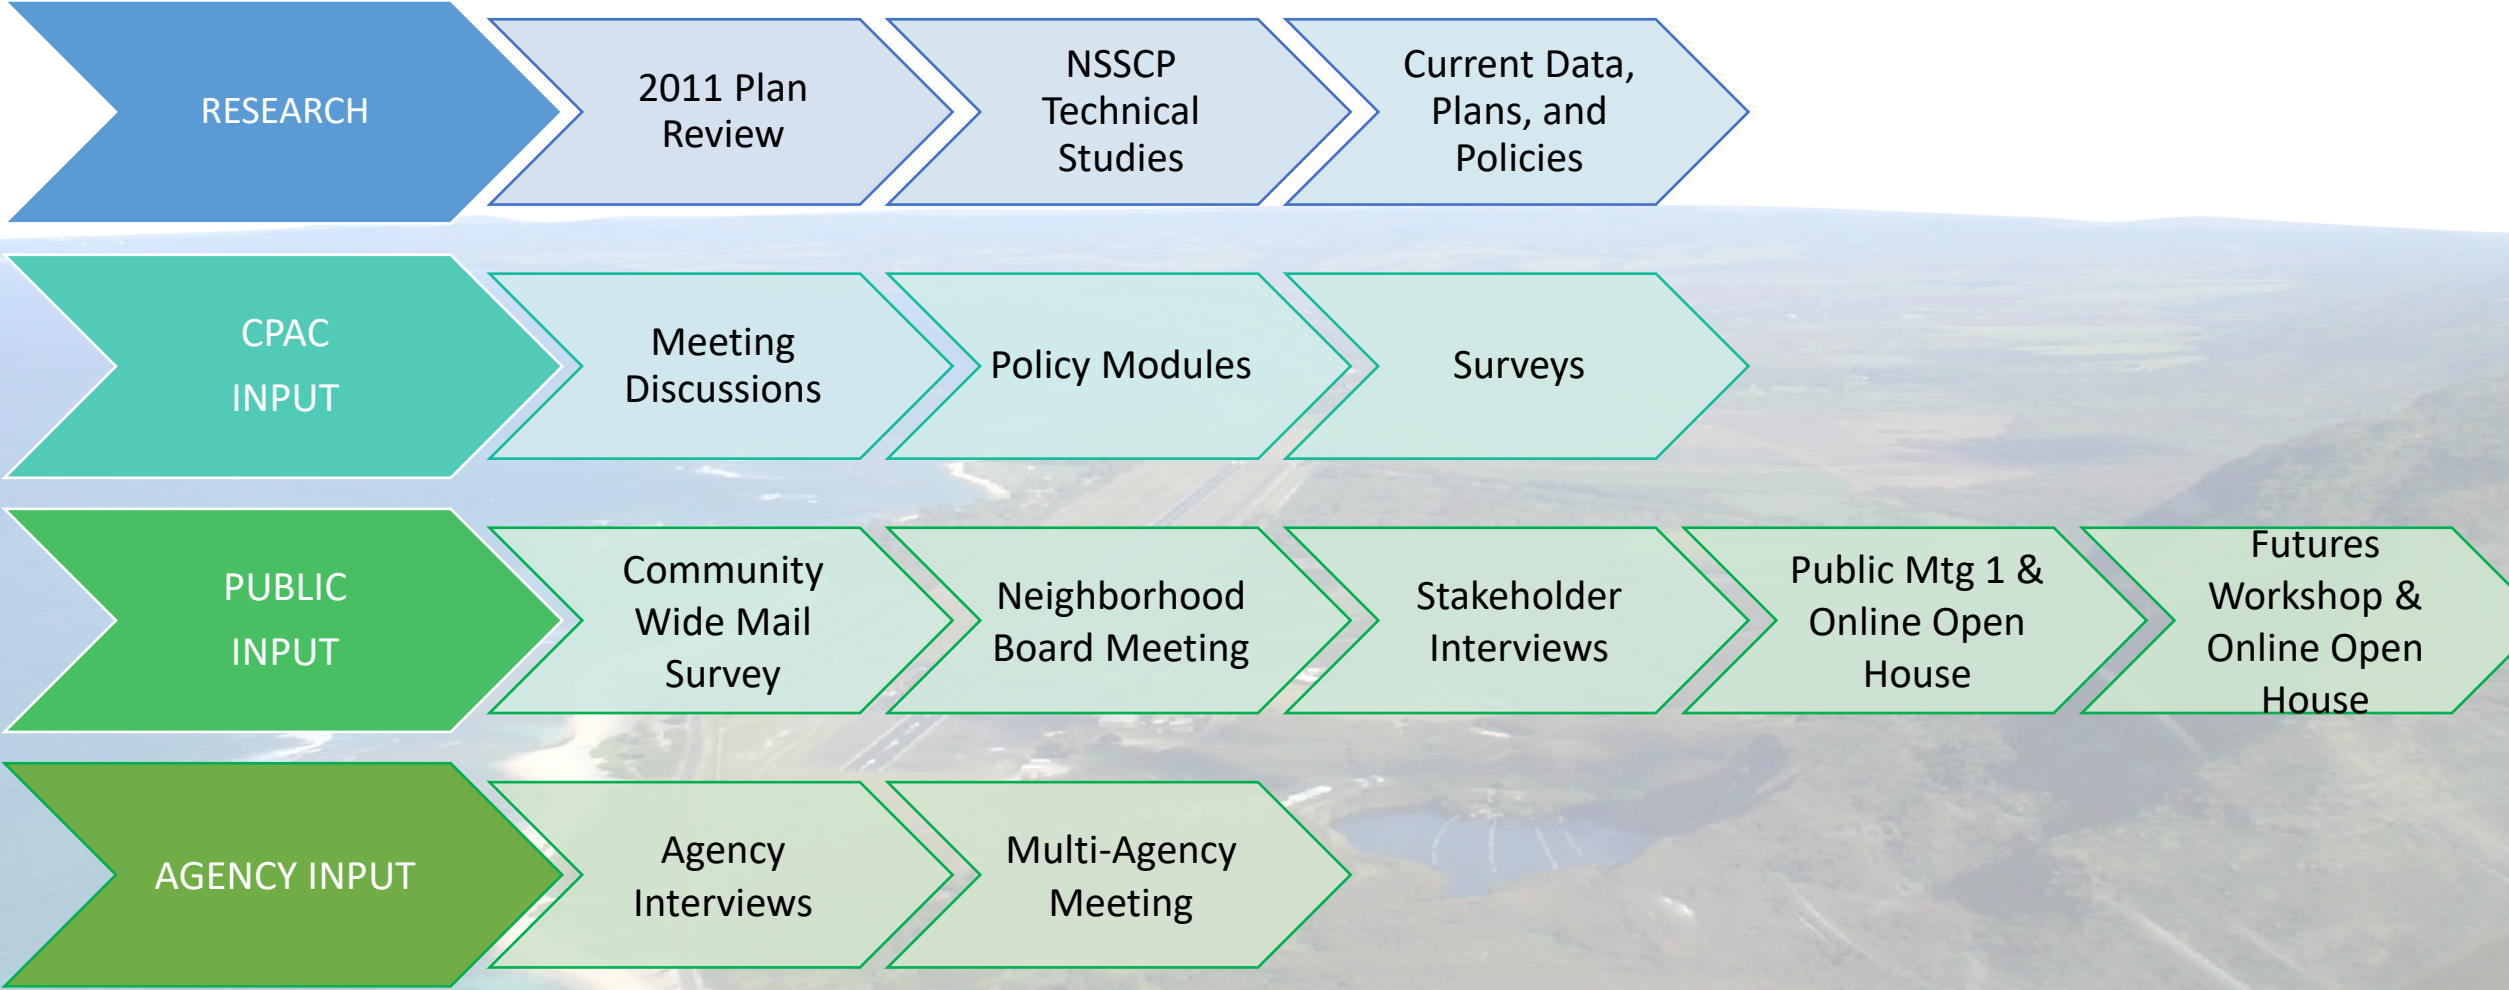 RESEARCH
2011 Plan
Review
NSSCP
Technical
Studies
Current Data,
Plans, and
Policies
CPAC
INPUT
Meeting
Discussions
Policy Modules
Surveys
PUBLIC
INPUT
Community
Wide Mail
Survey
Neighborhood
Board Meeting
Stakeholder
Interviews
Public Mtg 1 &
Online Open
House
Futures
Workshop &
Online Open
House
AGENCY INPUT
Agency
Interviews
Multi-Agency
Meeting